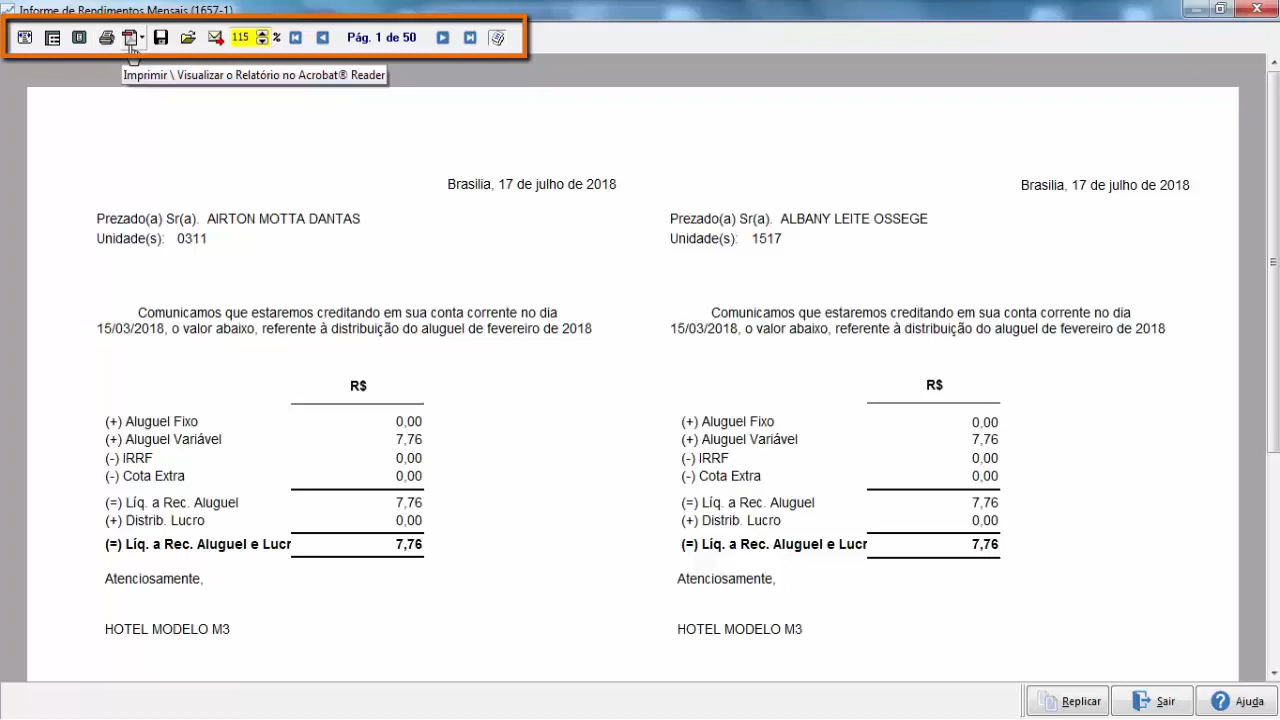 Informe de Rendimentos Mensais (1657-1)
115 % Pág. 1 de 50
Imprimir \ Visualizar o Relatório no Acrobat® Reader
Brasilia, 17 de julho de 2018
Prezado(a) Sr(a). AIRTON MOTTA DANTAS
Unidade(s): 0311
Comunicamos que estaremos creditando em sua conta corrente no dia
15/03/2018, o valor abaixo, referente à distribuição do aluguel de fevereiro de 2018
R$
(+) Aluguel Fixo 0,00
(+) Aluguel Variável 7,76
(-) IRRF 0,00
(-) Cota Extra 0,00
(=) Líq. a Rec. Aluguel 7,76
(+) Distrib. Lucro 0,00
(=) Líq. a Rec. Aluguel e Lucr 7,76
Atenciosamente,
HOTEL MODELO M3
Brasilia, 17 de julho de 2018
Prezado(a) Sr(a). ALBANY LEITE OSSEGE
Unidade(s): 1517
Comunicamos que estaremos creditando em sua conta corrente no dia
15/03/2018, o valor abaixo, referente à distribuição do aluguel de fevereiro de 2018
R$
(+) Aluguel Fixo 0,00
(+) Aluguel Variável 7,76
(-) IRRF 0,00
(-) Cota Extra 0,00
(=) Líq. a Rec. Aluguel 7,76
(+) Distrib. Lucro 0,00
(=) Líq. a Rec. Aluguel e Lucr 7,76
Atenciosamente,
HOTEL MODELO M3
Replicar Sair Ajuda